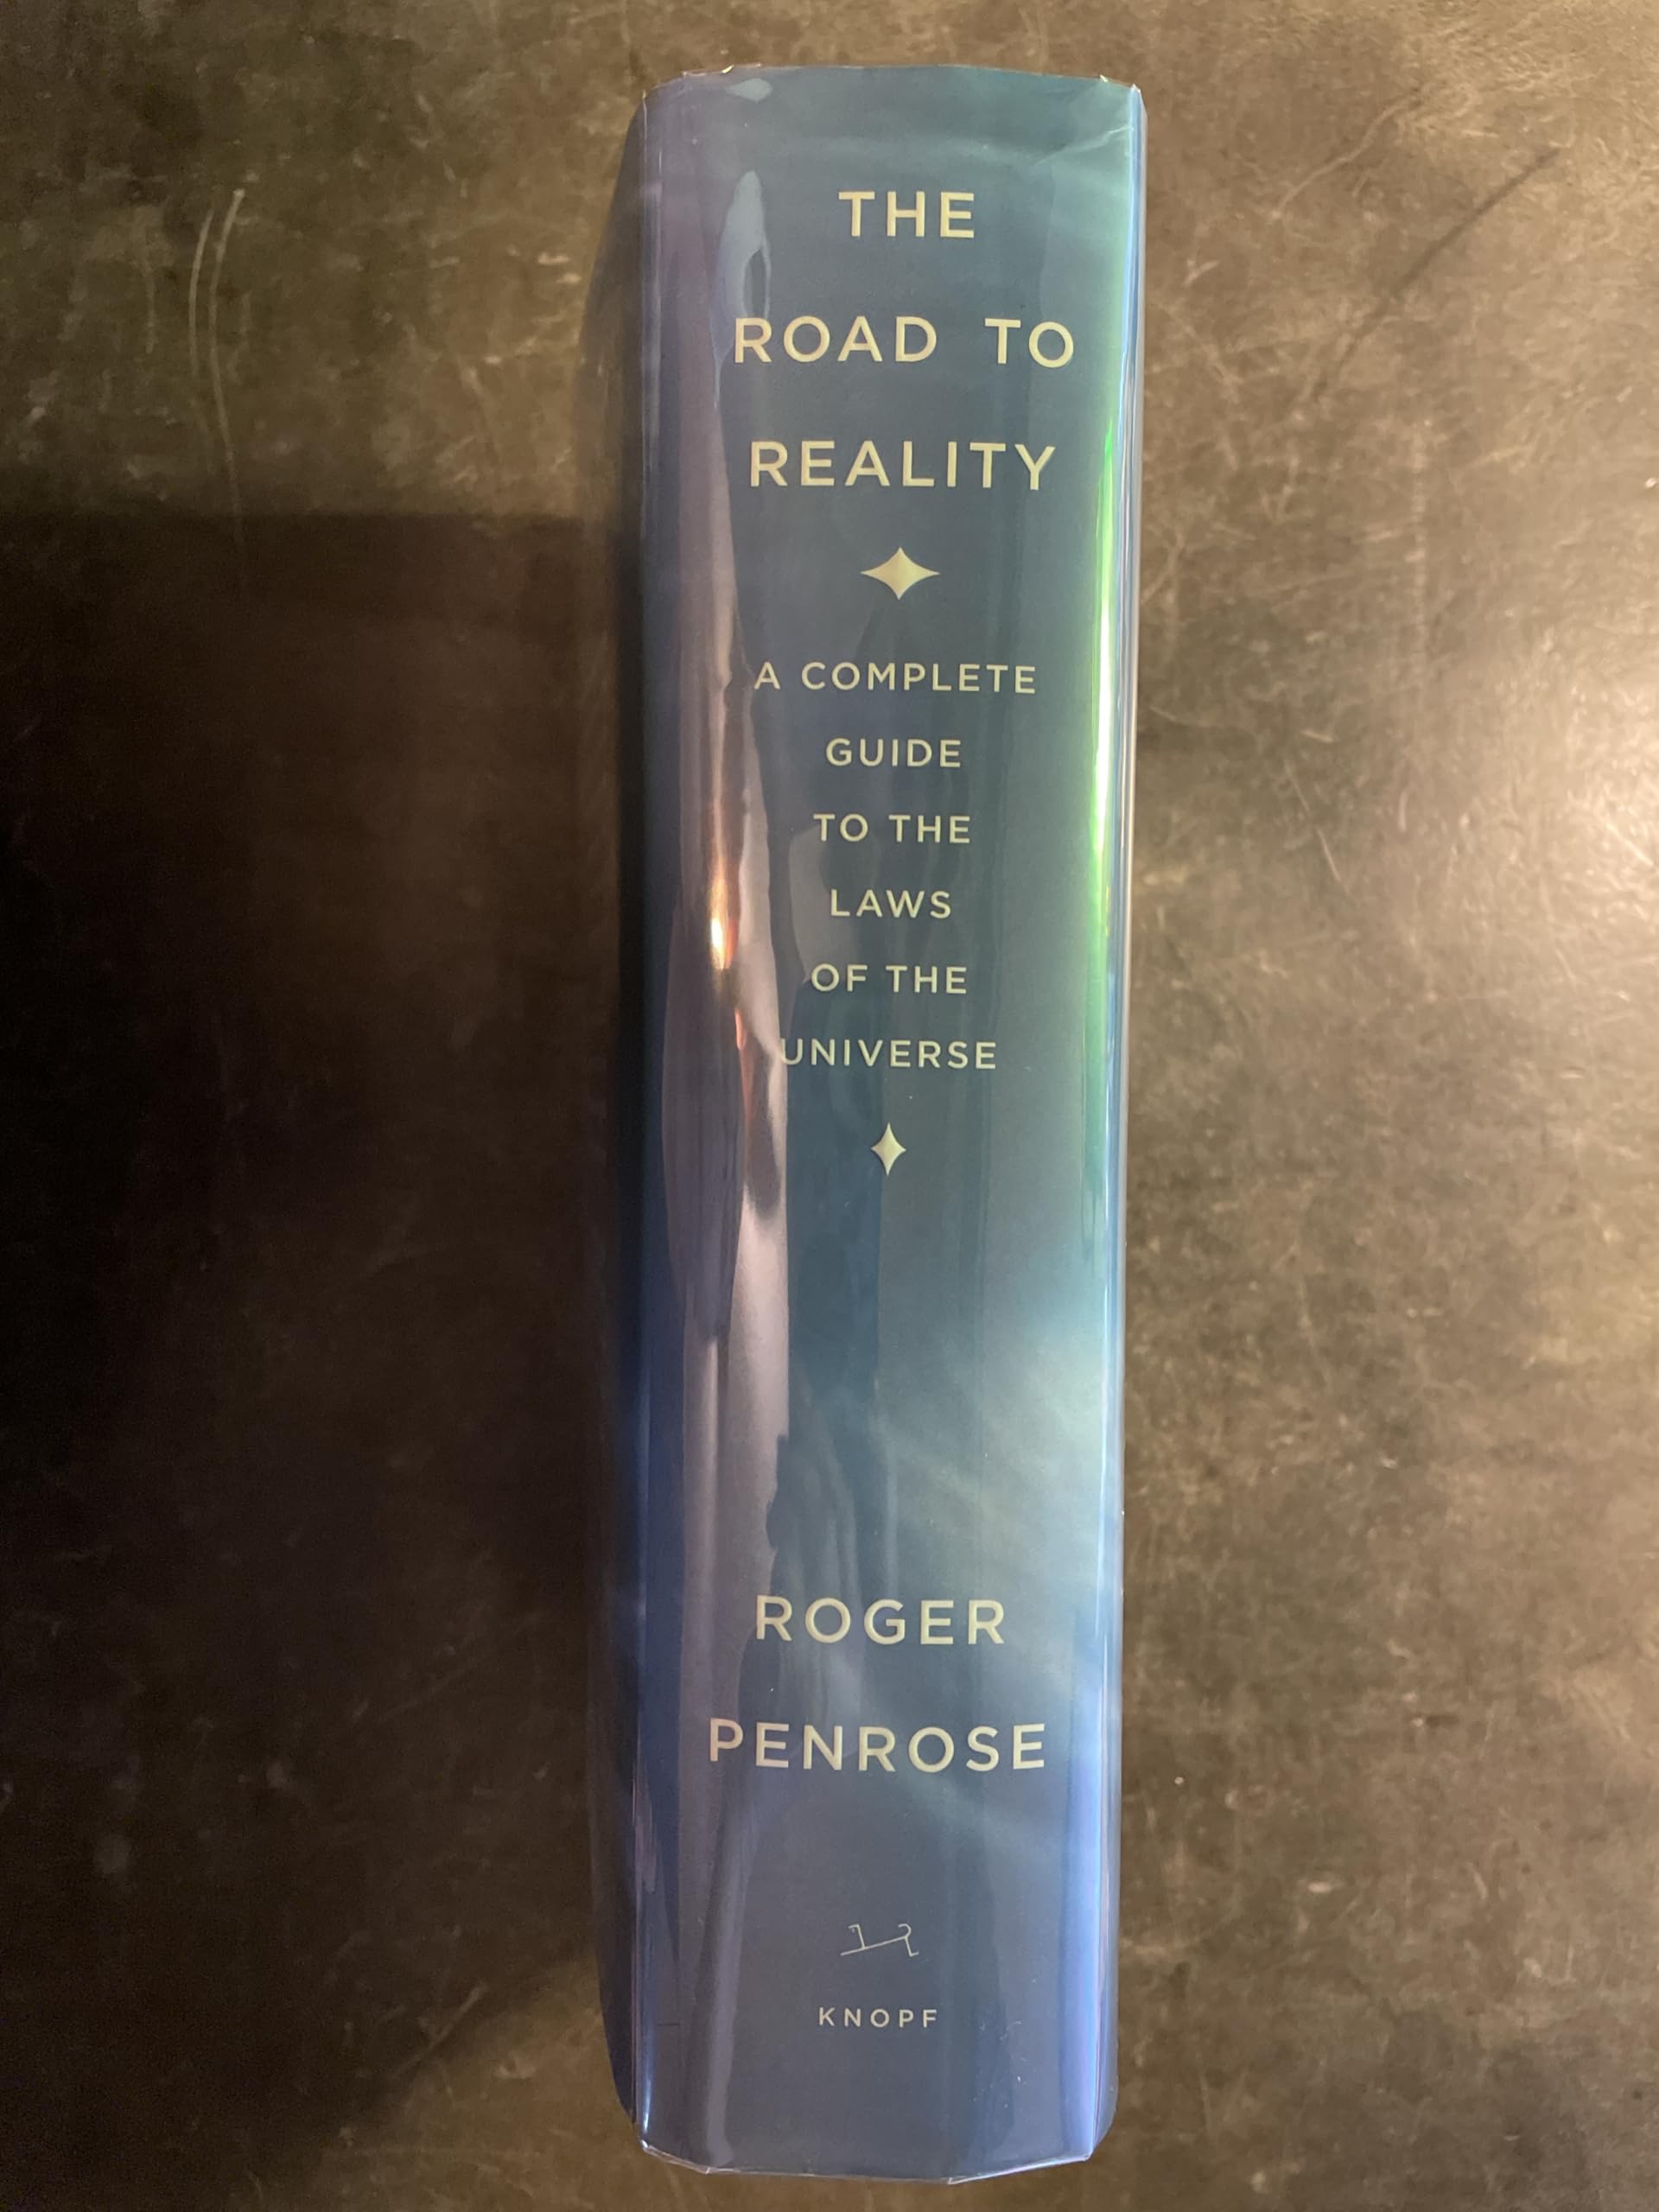 THE
ROAD TO
REALITY
A COMPLETE
GUIDE
TO THE
LAWS
OF THE
UNIVERSE
ROGER
PENROSE
KNOPF